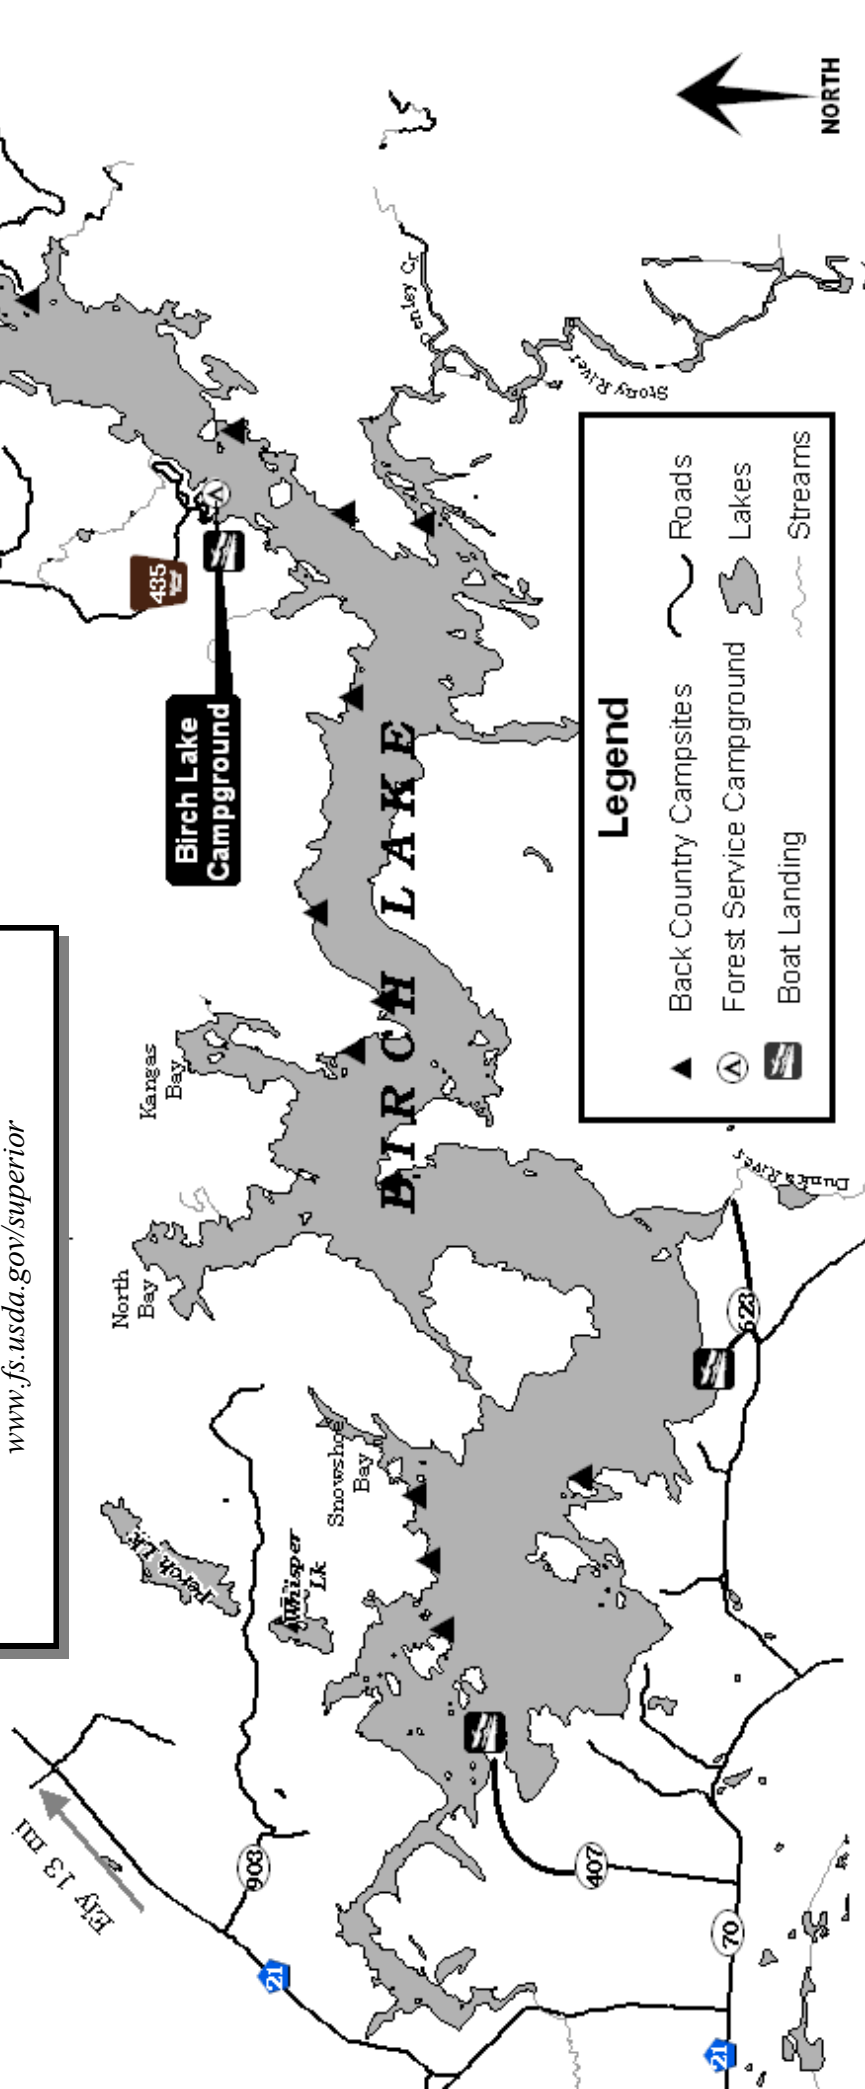 www.fs.usda.gov/superior
NORTH
Ely 13 mi
21
903
Perch Lk.
Whisper
Lk
North
Bay
Kangas
Bay
Snowshoe
Bay
Birch Lake
Campground
435
BIRCH LAKE
Denley Cr
Stony River
Dunka River
623
407
70
21
Legend
Back Country Campsites
Roads
Forest Service Campground
Lakes
Boat Landing
Streams